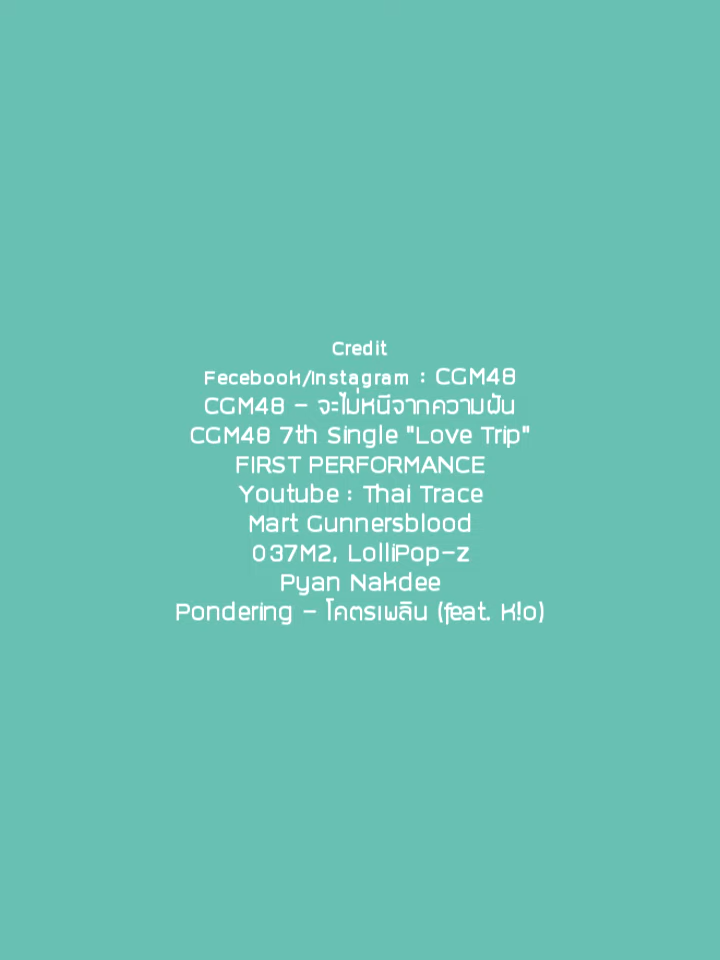 Credit
Fecebook/Instagram : CGM48
CGM48 - จะไม่หนีจากความฝัน
CGM48 7th Single "Love Trip"
FIRST PERFORMANCE
Youtube : Thai Trace
Mart Gunnersblood
037M2, LolliPop-z
Pyan Nakdee
Pondering - โคตรเพลิน (feat. K!o)